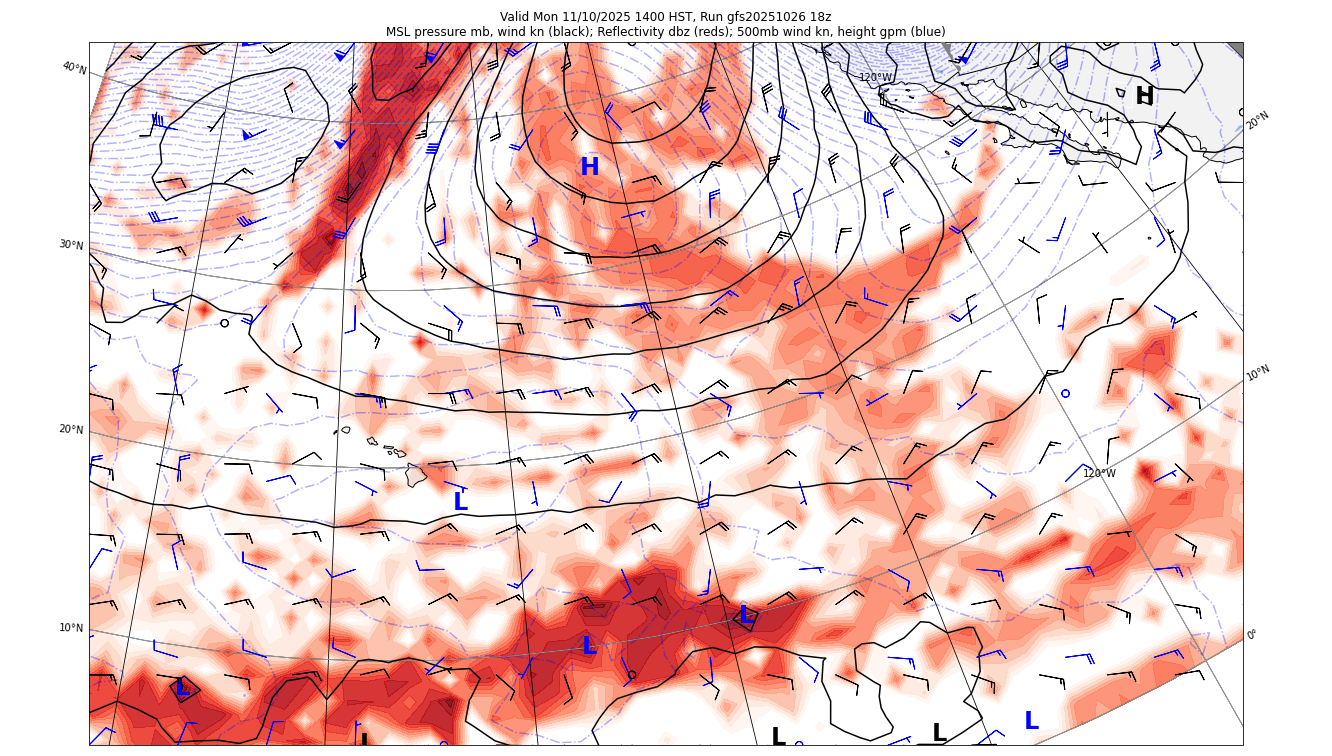 Valid Mon 11/10/2025 1400 HST, Run gfs20251026 18z
MSL pressure mb, wind kn (black); Reflectivity dbz (reds); 500mb wind kn, height gpm (blue)
40°N
120°W
H
20°N
H
30°N
10°N
20°N
120°W
L
L
10°N
0°
L
L
L
L
L
L